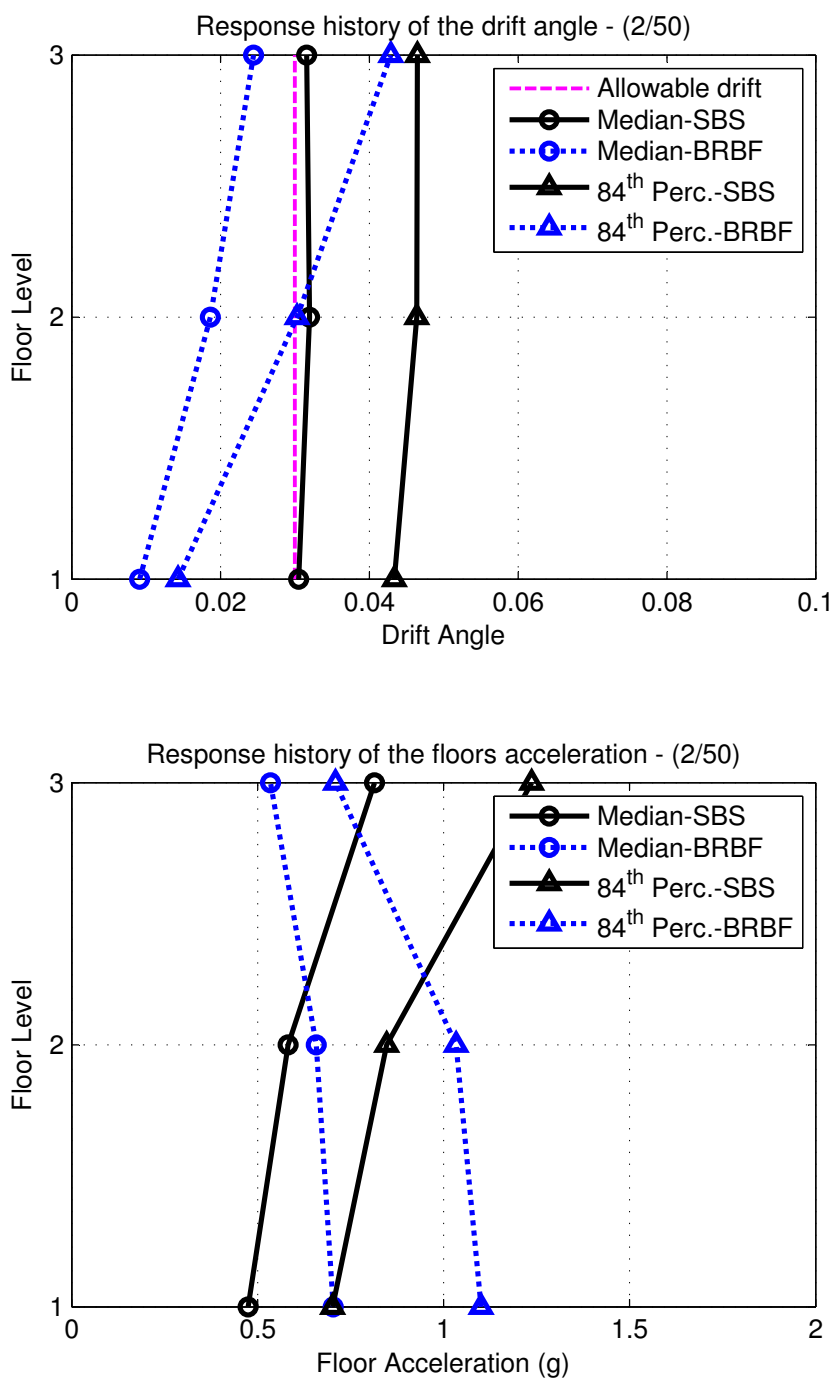 Response history of the drift angle - (2/50)
3
2
1
Floor Level
Allowable drift
Median-SBS
Median-BRBF
84th Perc.-SBS
84th Perc.-BRBF
0 0.02 0.04 0.06 0.08 0.1
Drift Angle
Response history of the floors acceleration - (2/50)
3
2
1
Floor Level
Median-SBS
Median-BRBF
84th Perc.-SBS
84th Perc.-BRBF
0 0.5 1 1.5 2
Floor Acceleration (g)